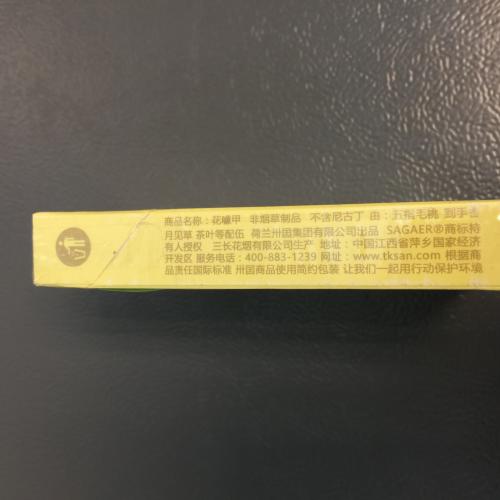 商品名称：花嘘甲 非烟草制品 不含尼古丁 由：五指毛桃 到手香
月见草 茶叶等配伍 荷兰卅固集团有限公司出品 SAGAER®商标持
有人授权 三长花烟有限公司生产 地址：中国江西省萍乡国家经济
开发区 服务电话：400-883-1239 网址：www.tksan.com 根据商
品责任国际标准 卅固商品使用简约包装 让我们一起用行动保护环境